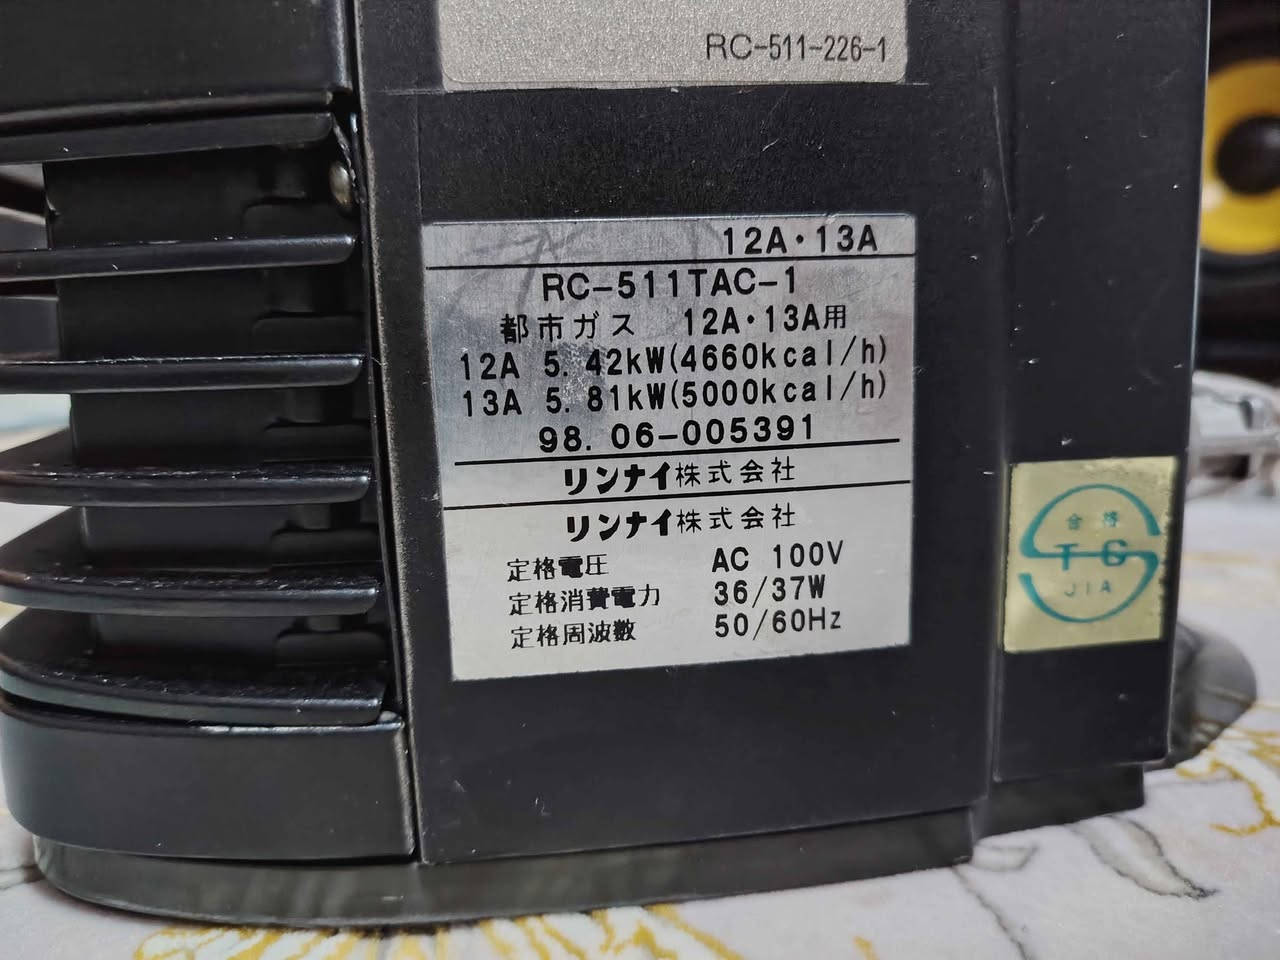 RC-511-226-1
12A・13A
RC-511TAC-1
都市ガス 12A・13A用
12A 5.42kW(4660kcal/h)
13A 5.81kW(5000kcal/h)
98.06-005391
リンナイ株式会社
リンナイ株式会社
定格電圧 AC 100V
定格消費電力 36/37W
定格周波数 50/60Hz
合格
TG
JIA